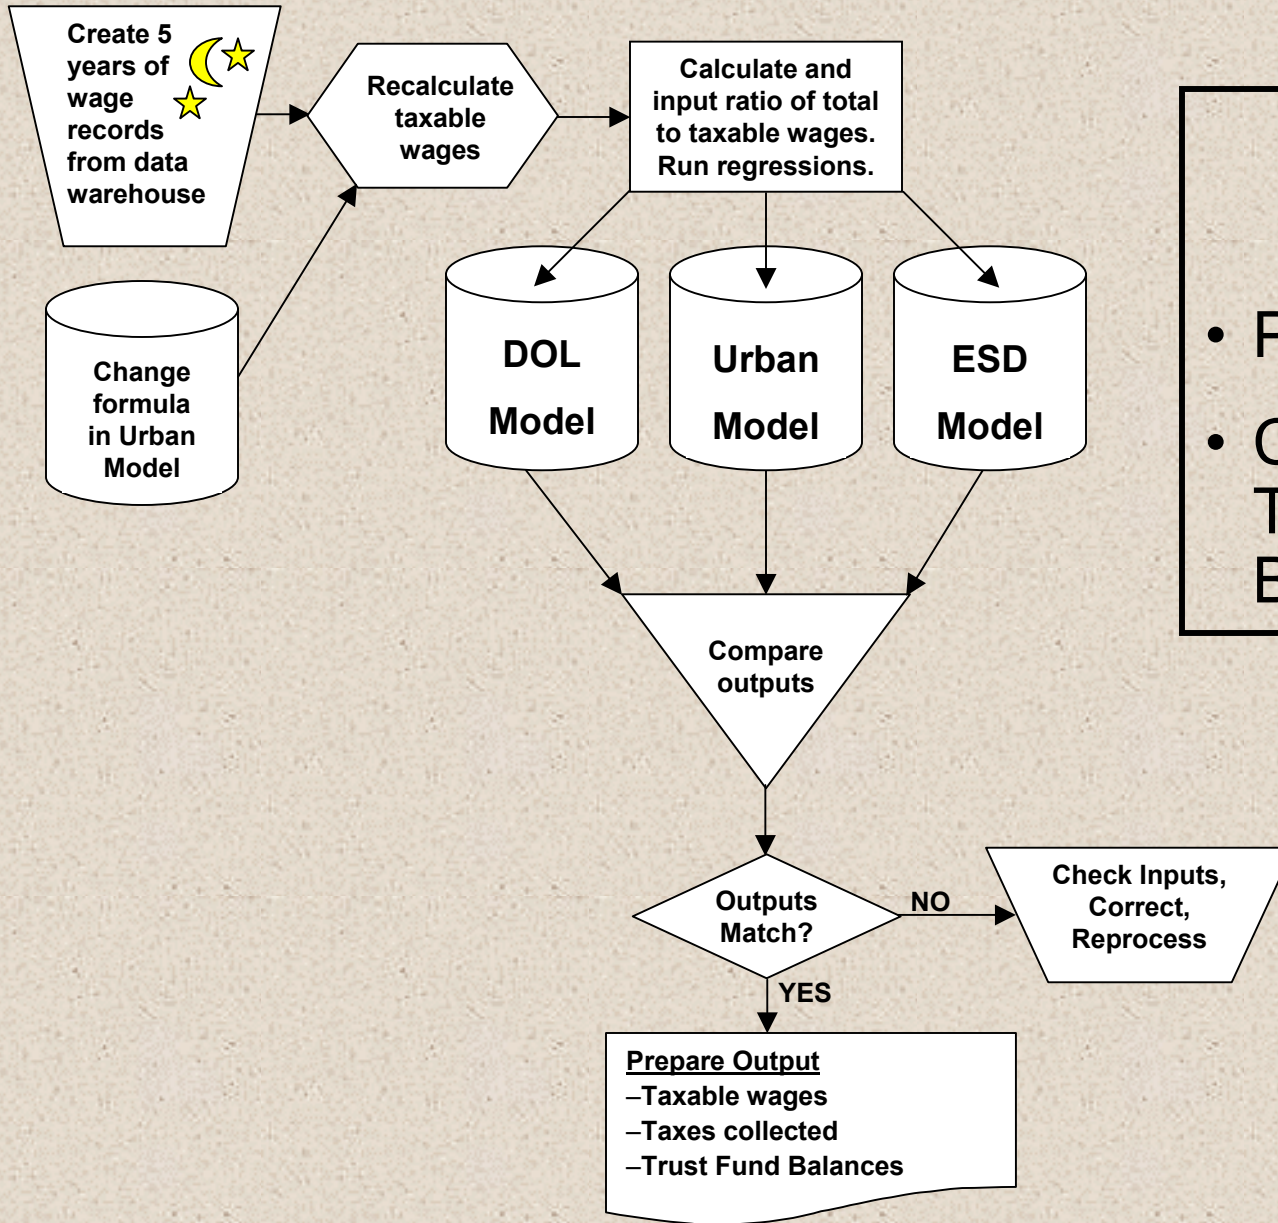 Create 5
years of
wage
records
from data
warehouse
Recalculate
taxable
wages
Calculate and
input ratio of total
to taxable wages.
Run regressions.
Change
formula
in Urban
Model
DOL
Model
Urban
Model
ESD
Model
Compare
outputs
Outputs
Match?
NO
Check Inputs,
Correct,
Reprocess
YES
Prepare Output
–Taxable wages
–Taxes collected
–Trust Fund Balances